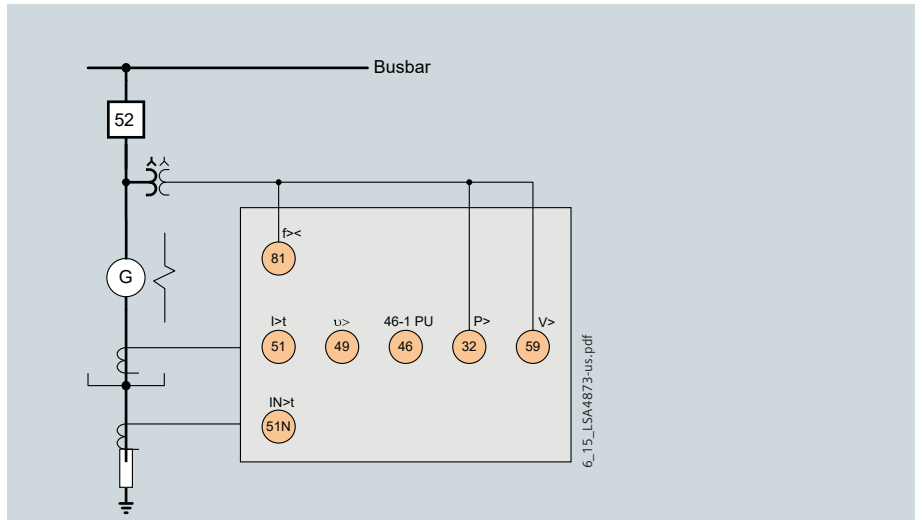 Busbar
52
f><
81
G
I>t
51
υ>
49
46-1 PU
46
P>
32
V>
59
IN>t
51N
6_15_LSA4873-us.pdf